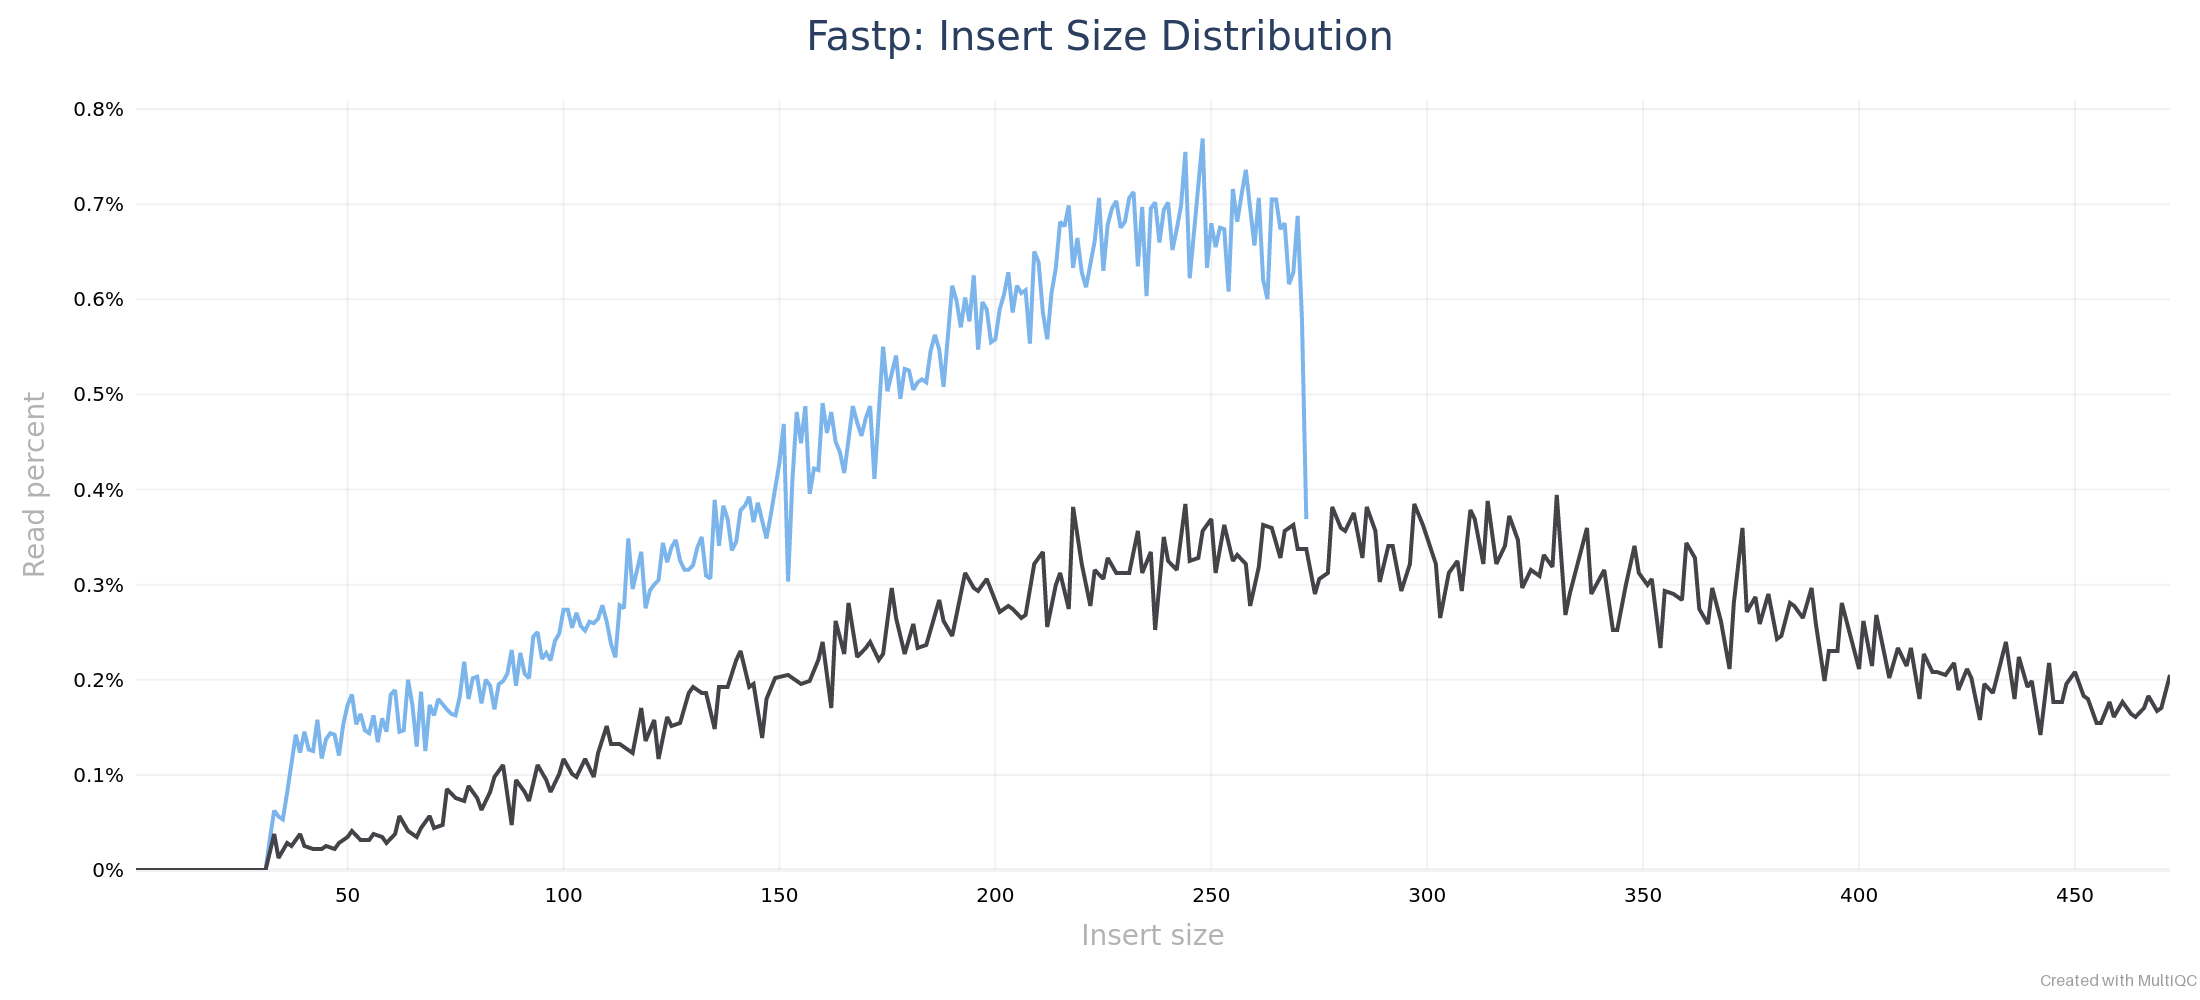 Fastp: Insert Size Distribution
0.8%
0.7%
0.6%
0.5%
0.4%
0.3%
0.2%
0.1%
0%
Read percent
50 100 150 200 250 300 350 400 450
Insert size
Created with MultiQC